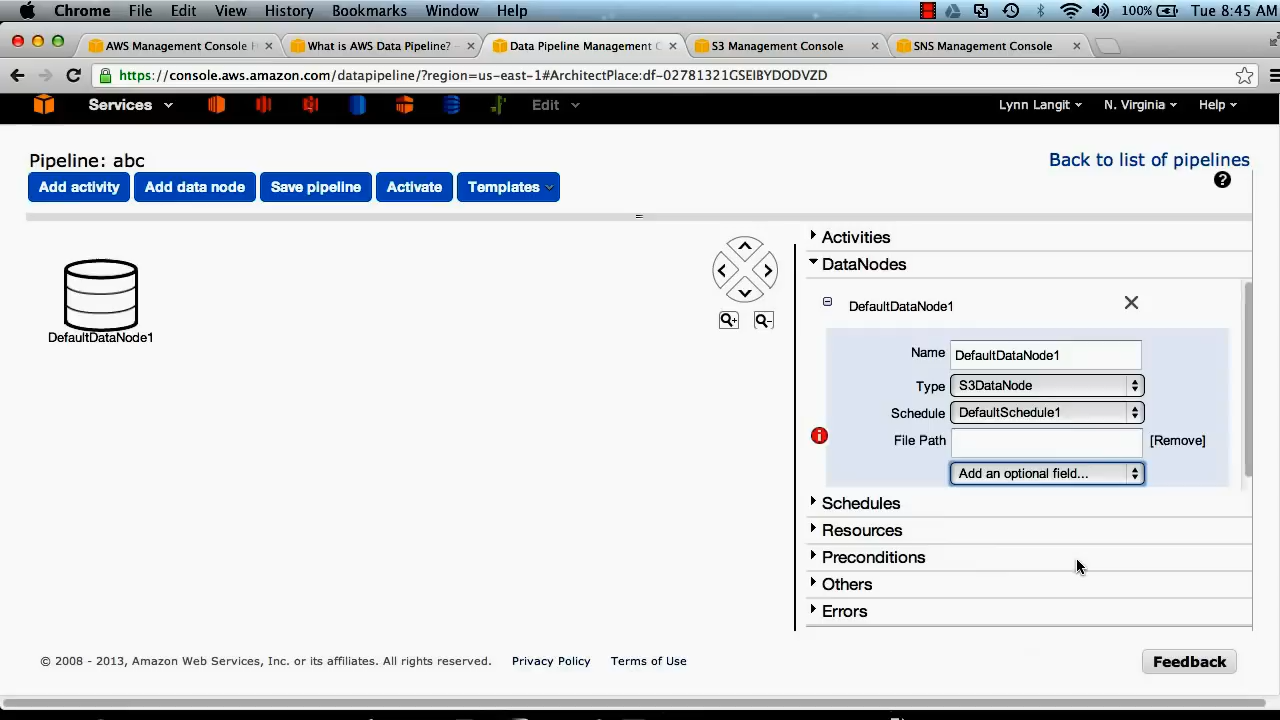 Chrome File Edit View History Bookmarks Window Help 100% Tue 8:45 AM
AWS Management Console H × What is AWS Data Pipeline? - × Data Pipeline Management C × S3 Management Console × SNS Management Console ×
https://console.aws.amazon.com/datapipeline/?region=us-east-1#ArchitectPlace:df-02781321GSEIBYDODVZD
Services Edit Lynn Langit N. Virginia Help
Pipeline: abc Back to list of pipelines
Add activity Add data node Save pipeline Activate Templates ?
Activities
DataNodes
DefaultDataNode1
Name DefaultDataNode1
DefaultDataNode1
Type S3DataNode
Schedule DefaultSchedule1
File Path [Remove]
Add an optional field...
Schedules
Resources
Preconditions
Others
Errors
© 2008 - 2013, Amazon Web Services, Inc. or its affiliates. All rights reserved. Privacy Policy Terms of Use Feedback